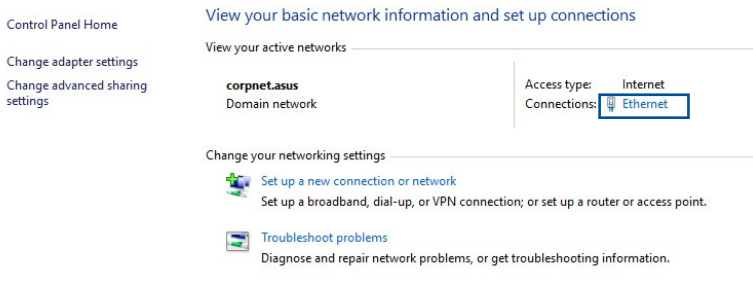 Control Panel Home
Change adapter settings
Change advanced sharing
settings
View your basic network information and set up connections
View your active networks
corpnet.asus
Domain network
Access type: Internet
Connections: Ethernet
Change your networking settings
Set up a new connection or network
Set up a broadband, dial-up, or VPN connection; or set up a router or access point.
Troubleshoot problems
Diagnose and repair network problems, or get troubleshooting information.